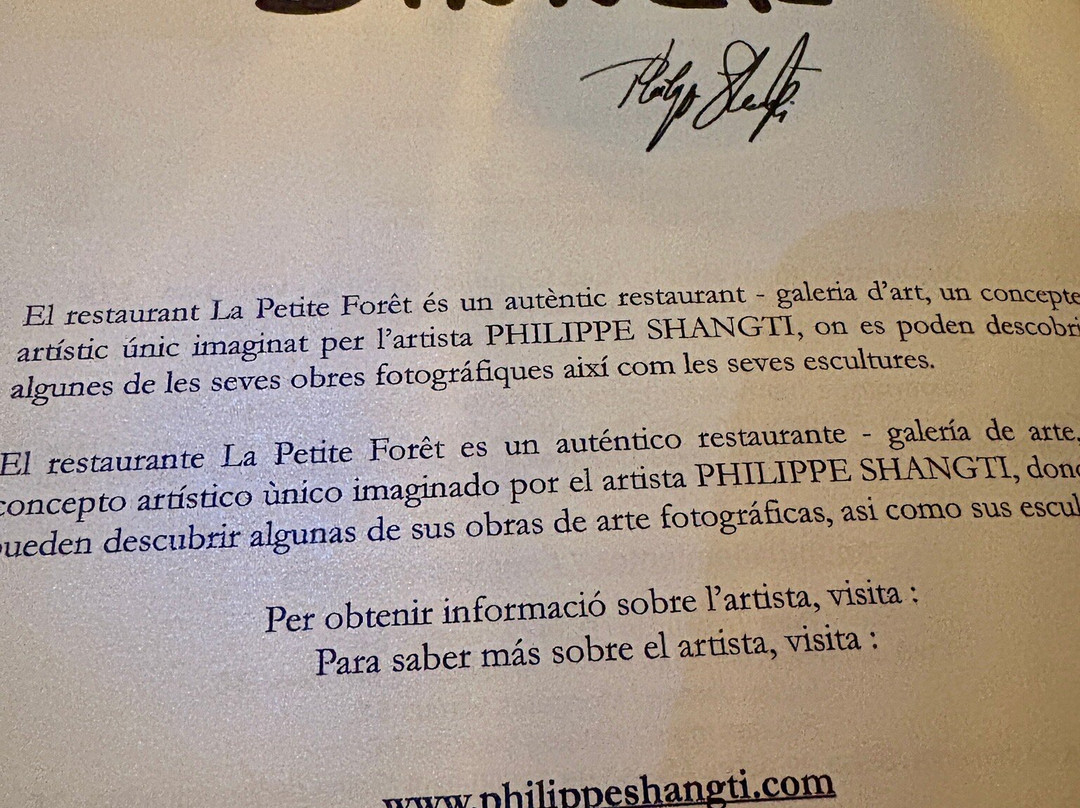 Philippe Shangti
El restaurant La Petite Forêt és un autèntic restaurant - galeria d'art, un concepte
artístic únic imaginat per l'artista PHILIPPE SHANGTI, on es poden descobri
algunes de les seves obres fotográfiques així com les seves escultures.
El restaurante La Petite Forêt es un auténtico restaurante - galería de arte,
concepto artístico ùnico imaginado por el artista PHILIPPE SHANGTI, dond
pueden descubrir algunas de sus obras de arte fotográficas, asi como sus escul
Per obtenir informació sobre l'artista, visita :
Para saber más sobre el artista, visita :
www.philippeshangti.com